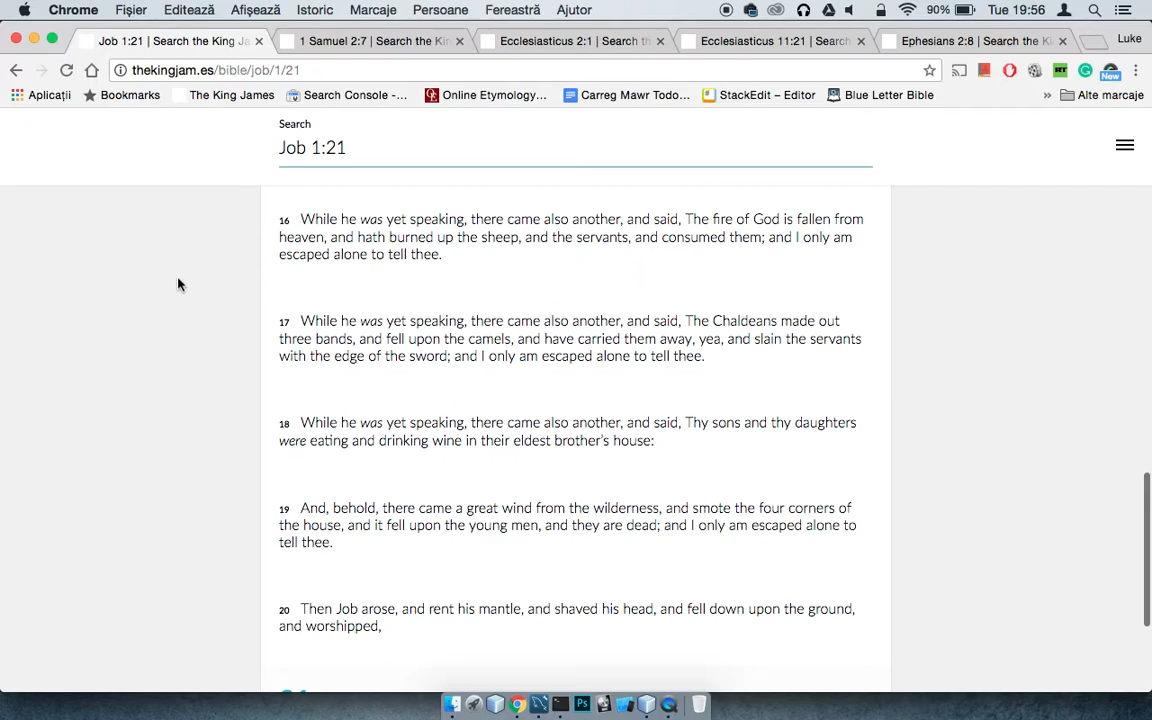 Chrome Fișier Editează Afișează Istoric Marcaje Persoane Fereastră Ajutor 90% Tue 19:56
Job 1:21 | Search the King Ja 1 Samuel 2:7 | Search the Kin Ecclesiasticus 2:1 | Search th Ecclesiasticus 11:21 | Search Ephesians 2:8 | Search the Ki Luke
thekingjam.es/bible/job/1/21 RT New
Aplicații Bookmarks The King James Search Console -... OE Online Etymology... Carreg Mawr Todo... StackEdit – Editor Blue Letter Bible » Alte marcaje
Search
Job 1:21
16 While he was yet speaking, there came also another, and said, The fire of God is fallen from
heaven, and hath burned up the sheep, and the servants, and consumed them; and I only am
escaped alone to tell thee.
17 While he was yet speaking, there came also another, and said, The Chaldeans made out
three bands, and fell upon the camels, and have carried them away, yea, and slain the servants
with the edge of the sword; and I only am escaped alone to tell thee.
18 While he was yet speaking, there came also another, and said, Thy sons and thy daughters
were eating and drinking wine in their eldest brother's house:
19 And, behold, there came a great wind from the wilderness, and smote the four corners of
the house, and it fell upon the young men, and they are dead; and I only am escaped alone to
tell thee.
20 Then Job arose, and rent his mantle, and shaved his head, and fell down upon the ground,
and worshipped,
Ps